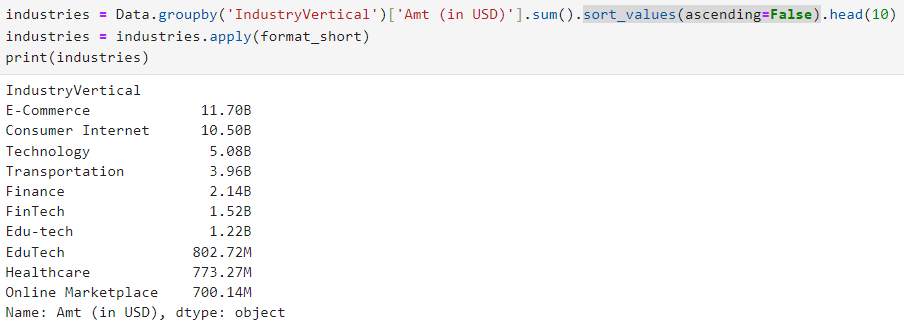 industries = Data.groupby('IndustryVertical')['Amt (in USD)'].sum().sort_values(ascending=False).head(10)
industries = industries.apply(format_short)
print(industries)
IndustryVertical
E-Commerce             11.70B
Consumer Internet      10.50B
Technology              5.08B
Transportation          3.96B
Finance                 2.14B
FinTech                 1.52B
Edu-tech                1.22B
EduTech               802.72M
Healthcare            773.27M
Online Marketplace    700.14M
Name: Amt (in USD), dtype: object